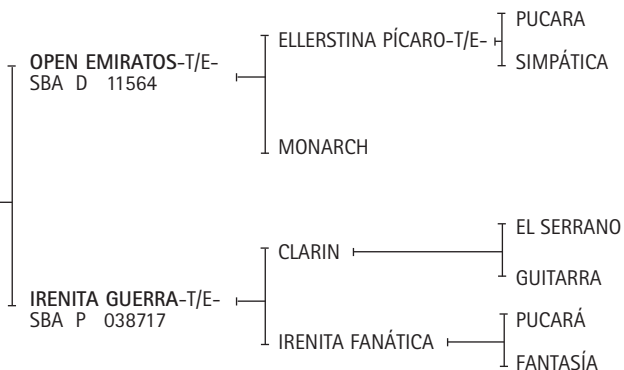 PUCARA
ELLERSTINA PÍCARO-T/E-
OPEN EMIRATOS-T/E-
SIMPÁTICA
SBA D 11564
MONARCH
EL SERRANO
CLARIN
GUITARRA
IRENITA GUERRA-T/E-
SBA P 038717
PUCARÁ
IRENITA FANÁTICA
FANTASÍA